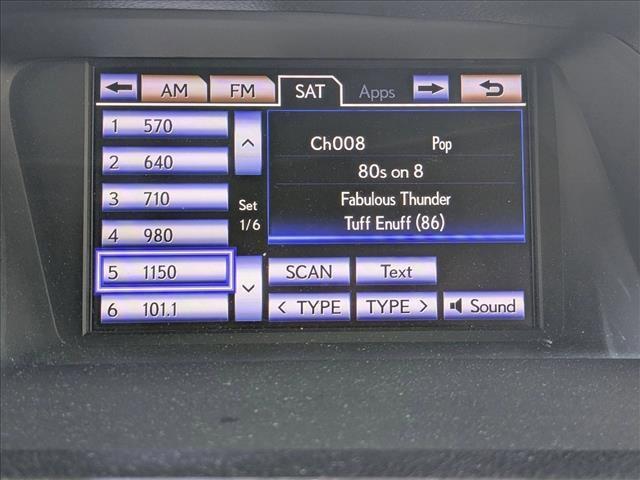 AM FM SAT Apps
1 570
2 640
3 710
4 980
5 1150
6 101.1
Set
1/6
Ch008 Pop
80s on 8
Fabulous Thunder
Tuff Enuff (86)
SCAN Text
< TYPE TYPE > Sound